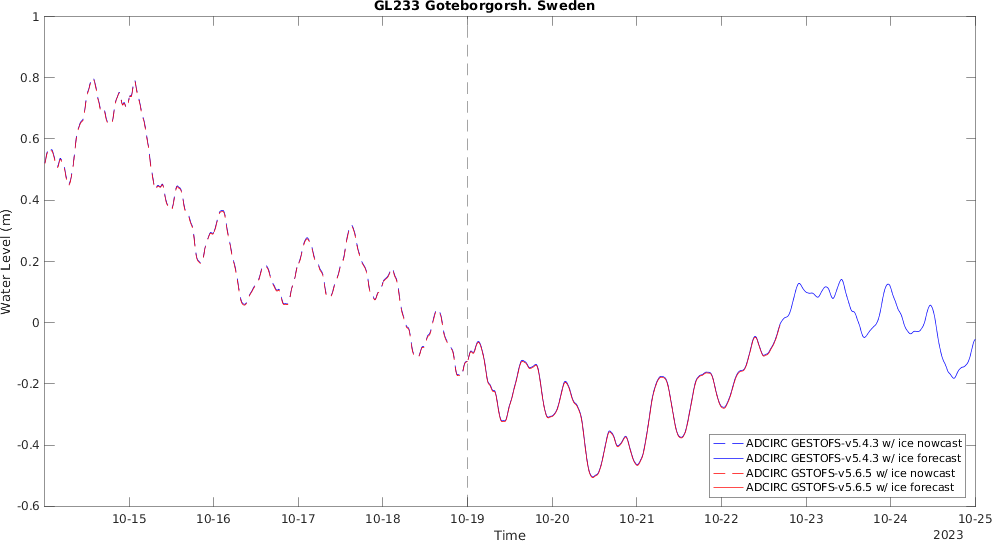 GL233 Goteborgorsh. Sweden
1
0.8
0.6
0.4
0.2
0
-0.2
-0.4
-0.6
Water Level (m)
ADCIRC GESTOFS-v5.4.3 w/ ice nowcast
ADCIRC GESTOFS-v5.4.3 w/ ice forecast
ADCIRC GSTOFS-v5.6.5 w/ ice nowcast
ADCIRC GSTOFS-v5.6.5 w/ ice forecast
10-15 10-16 10-17 10-18 10-19 10-20 10-21 10-22 10-23 10-24 10-25
Time
2023